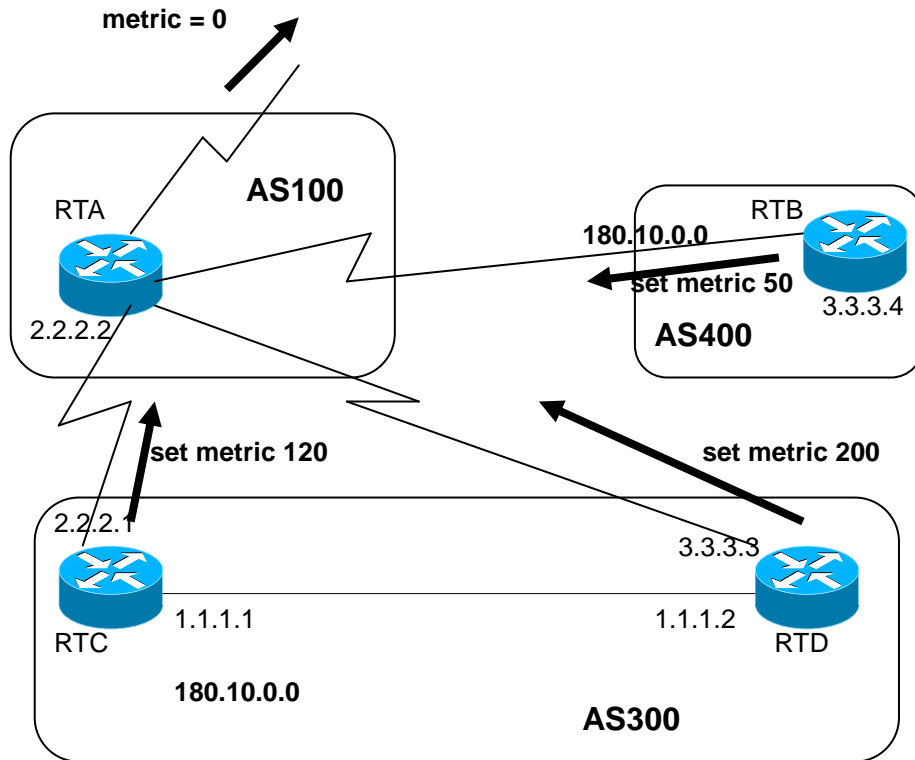 metric = 0
AS100
RTA
RTB
180.10.0.0
set metric 50
3.3.3.4
2.2.2.2
AS400
set metric 120
set metric 200
2.2.2.1
3.3.3.3
1.1.1.1
1.1.1.2
RTC
RTD
180.10.0.0
AS300